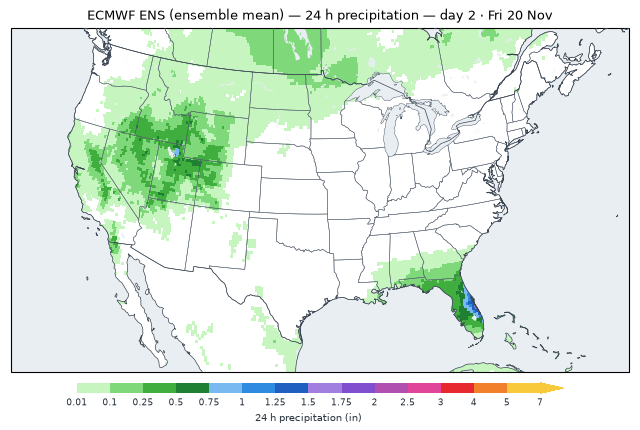 ECMWF ENS (ensemble mean) — 24 h precipitation — day 2 · Fri 20 Nov
0.01 0.1 0.25 0.5 0.75 1 1.25 1.5 1.75 2 2.5 3 4 5 7
24 h precipitation (in)